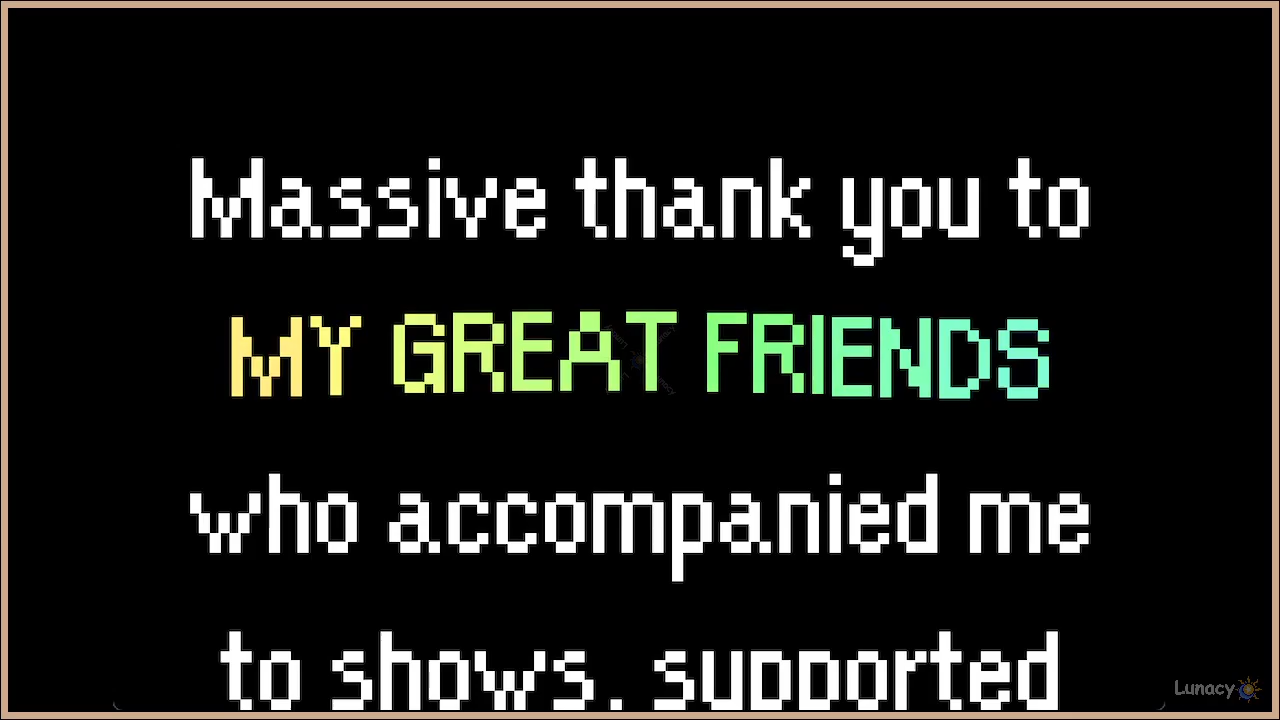 Massive thank you to
MY GREAT FRIENDS
who accompanied me
to shows, supported
Lunacy